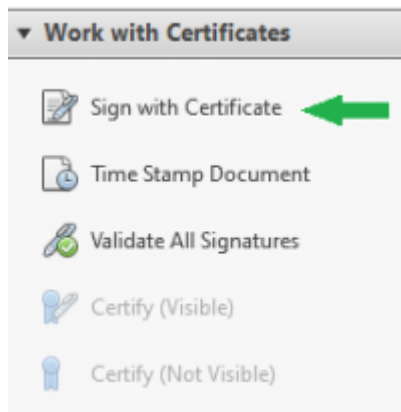 Work with Certificates
Sign with Certificate
Time Stamp Document
Validate All Signatures
Certify (Visible)
Certify (Not Visible)